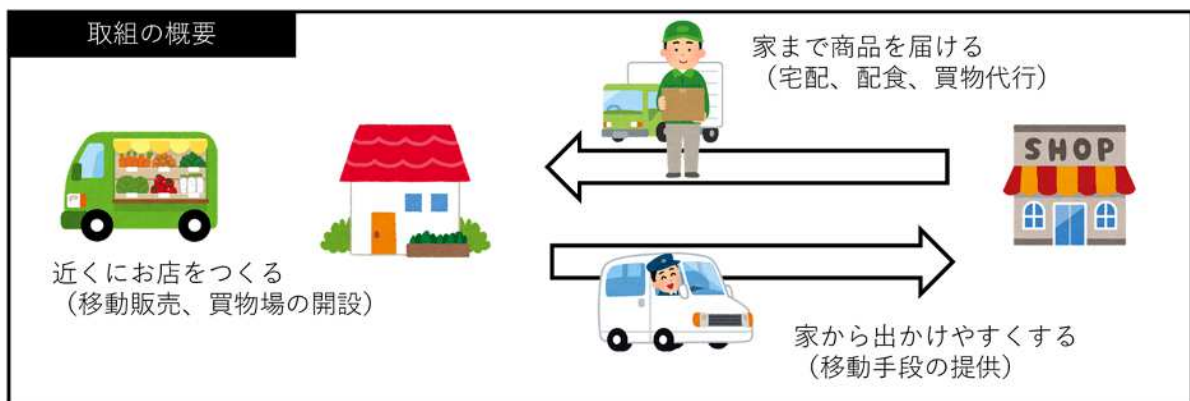 取組の概要
家まで商品を届ける
（宅配、配食、買物代行）
SHOP
近くにお店をつくる
（移動販売、買物場の開設）
家から出かけやすくする
（移動手段の提供）